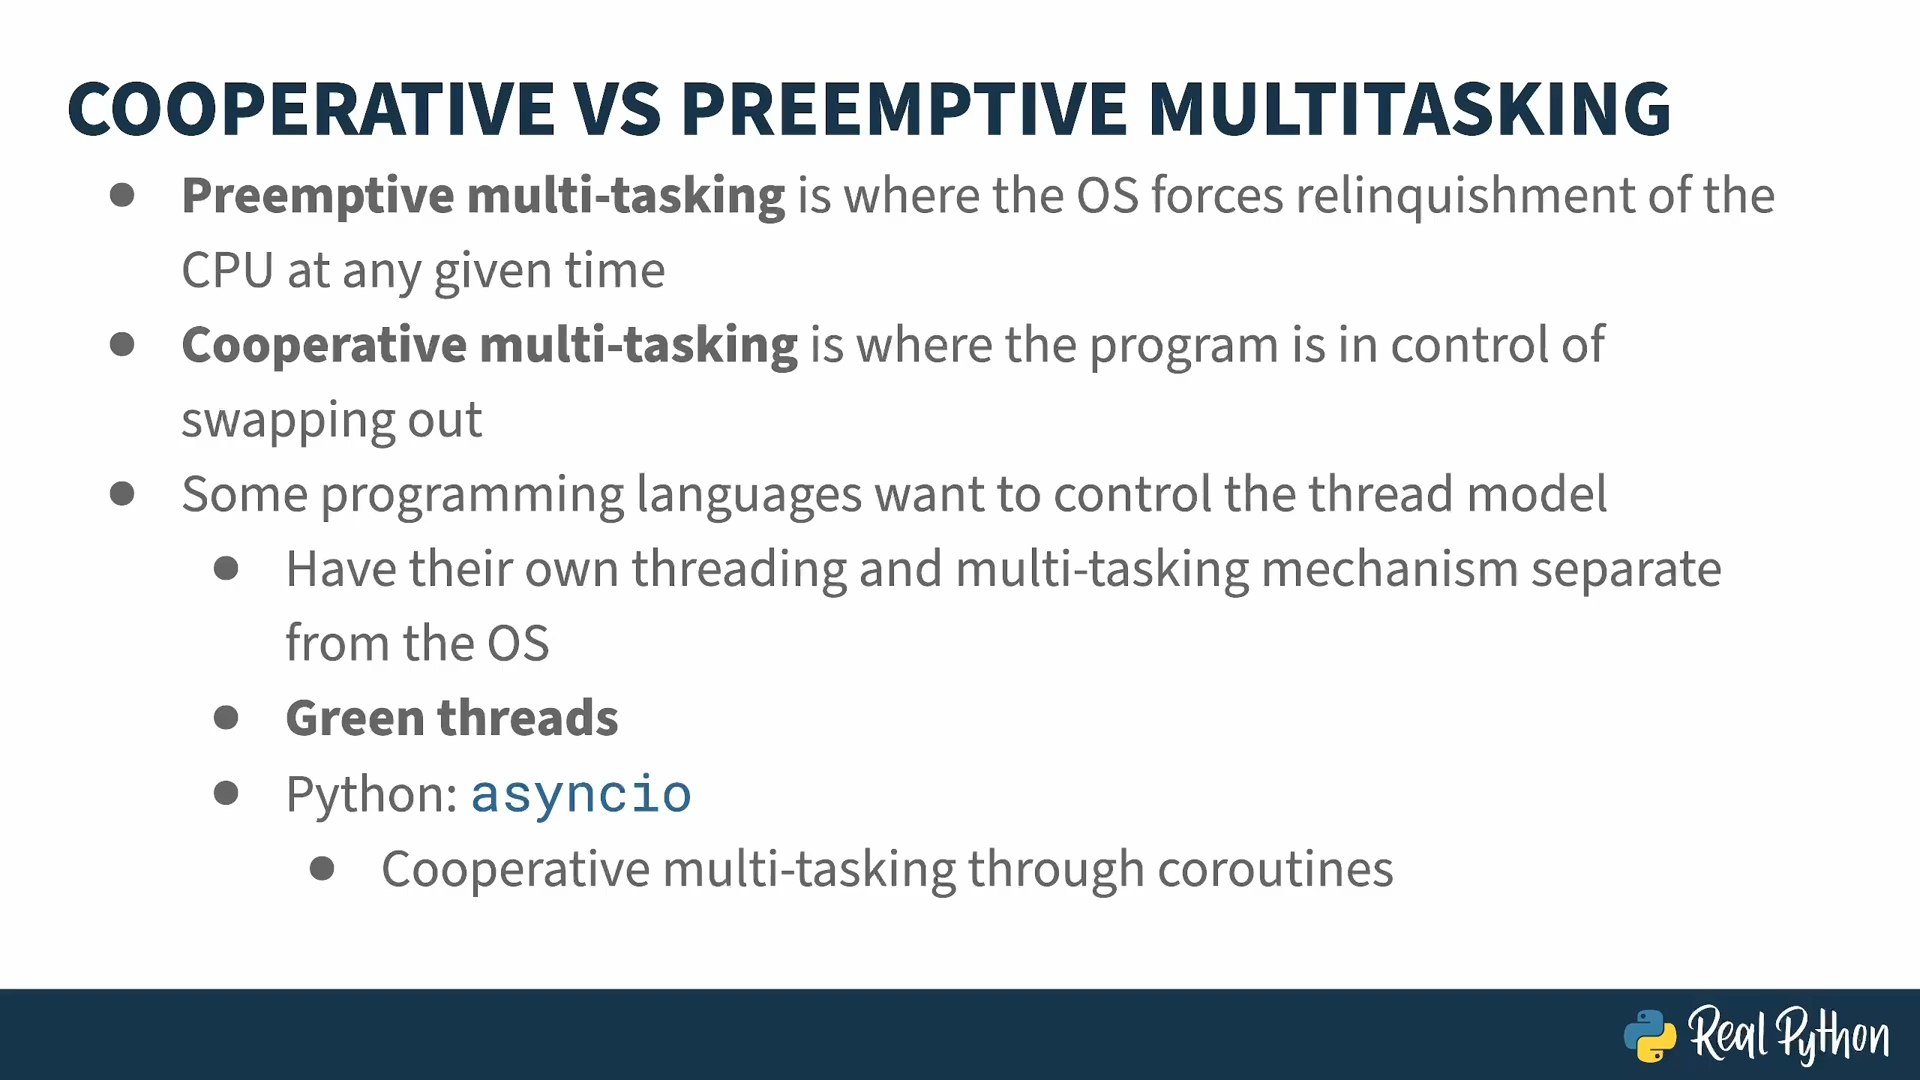 COOPERATIVE VS PREEMPTIVE MULTITASKING
● Preemptive multi-tasking is where the OS forces relinquishment of the
CPU at any given time
● Cooperative multi-tasking is where the program is in control of
swapping out
● Some programming languages want to control the thread model
● Have their own threading and multi-tasking mechanism separate
from the OS
● Green threads
● Python: asyncio
● Cooperative multi-tasking through coroutines
Real Python